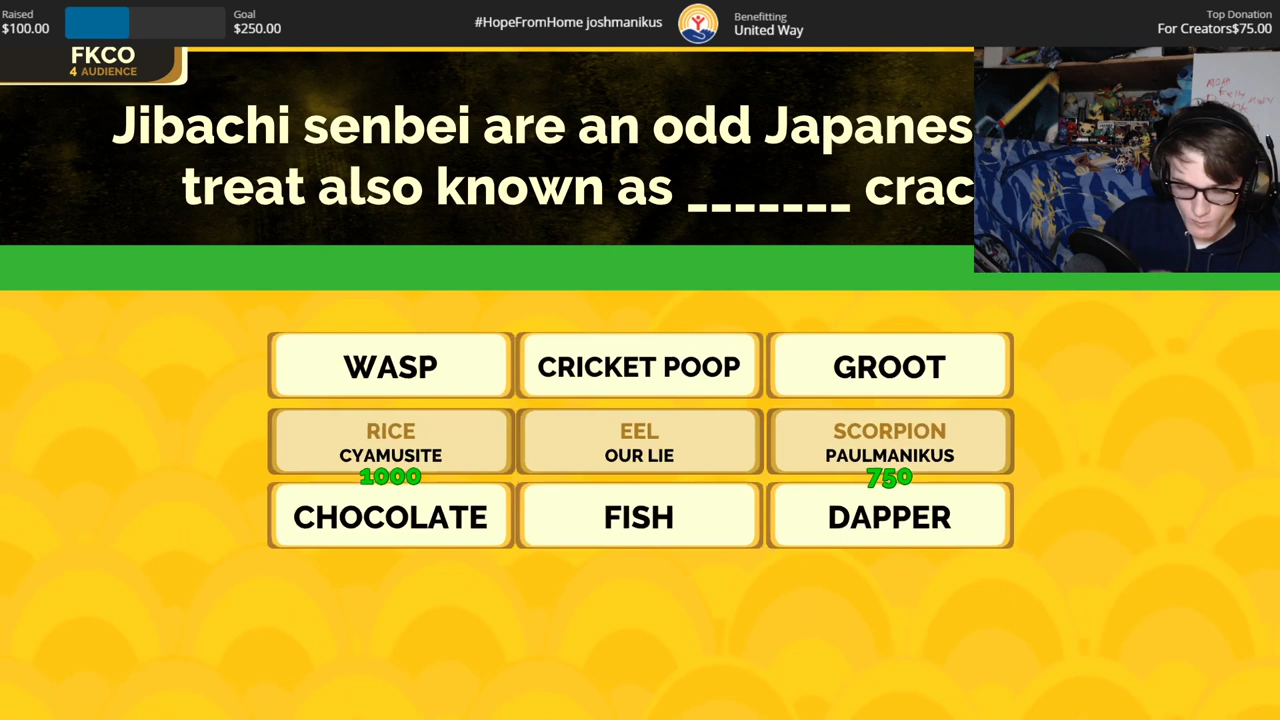 Raised
$100.00
Goal
$250.00
#HopeFromHome joshmanikus
Benefitting
United Way
Top Donation
For Creators$75.00
FKCO
4 AUDIENCE
Jibachi senbei are an odd Japanes
treat also known as _______ crac
WASP
CRICKET POOP
GROOT
RICE
CYAMUSITE
1000
EEL
OUR LIE
SCORPION
PAULMANIKUS
750
CHOCOLATE
FISH
DAPPER